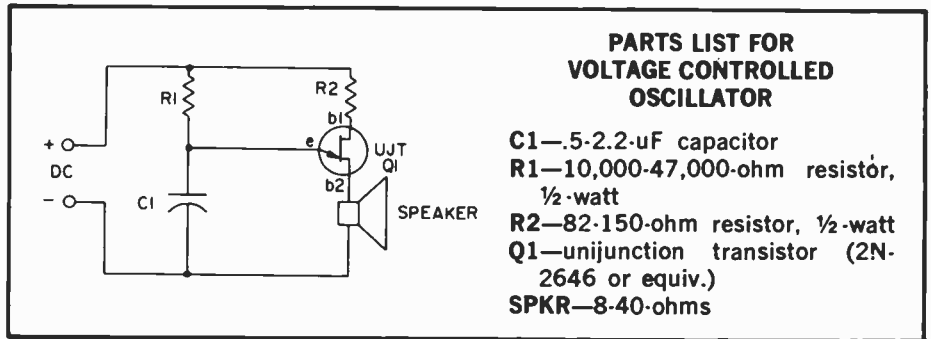 R1
R2
b1
e
UJT
Q1
b2
+
DC
-
C1
SPEAKER
PARTS LIST FOR
VOLTAGE CONTROLLED
OSCILLATOR
C1—.5-2.2-uF capacitor
R1—10,000-47,000-ohm resistor,
½-watt
R2—82-150-ohm resistor, ½-watt
Q1—unijunction transistor (2N-
2646 or equiv.)
SPKR—8-40-ohms